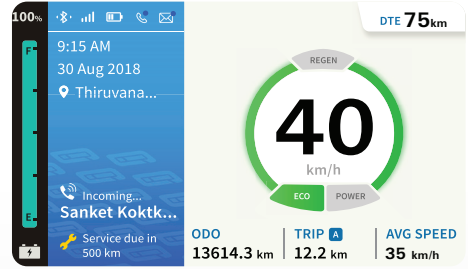 100%
F
E
9:15 AM
30 Aug 2018
Thiruvana...
Incoming...
Sanket Koktk...
Service due in
500 km
DTE 75km
REGEN
40
km/h
ECO
POWER
ODO
13614.3 km
TRIP A
12.2 km
AVG SPEED
35 km/h